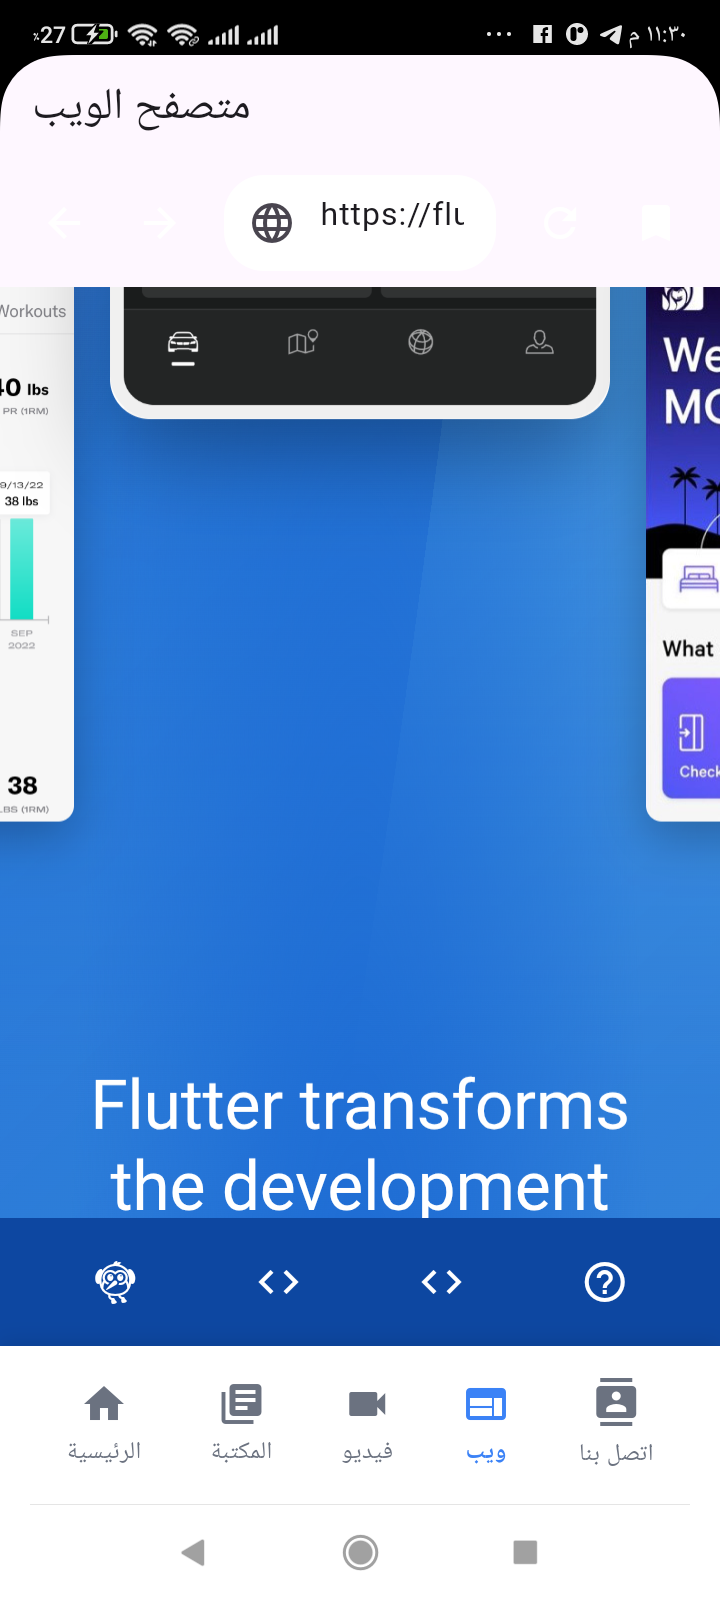 ٪27
١١:٣٠ م
متصفح الويب
https://flu
Workouts
40 lbs
PR (1RM)
9/13/22
38 lbs
SEP
2022
38
LBS (1RM)
We
MG
What
Check
Flutter transforms
the development
الرئيسية
المكتبة
فيديو
ويب
اتصل بنا